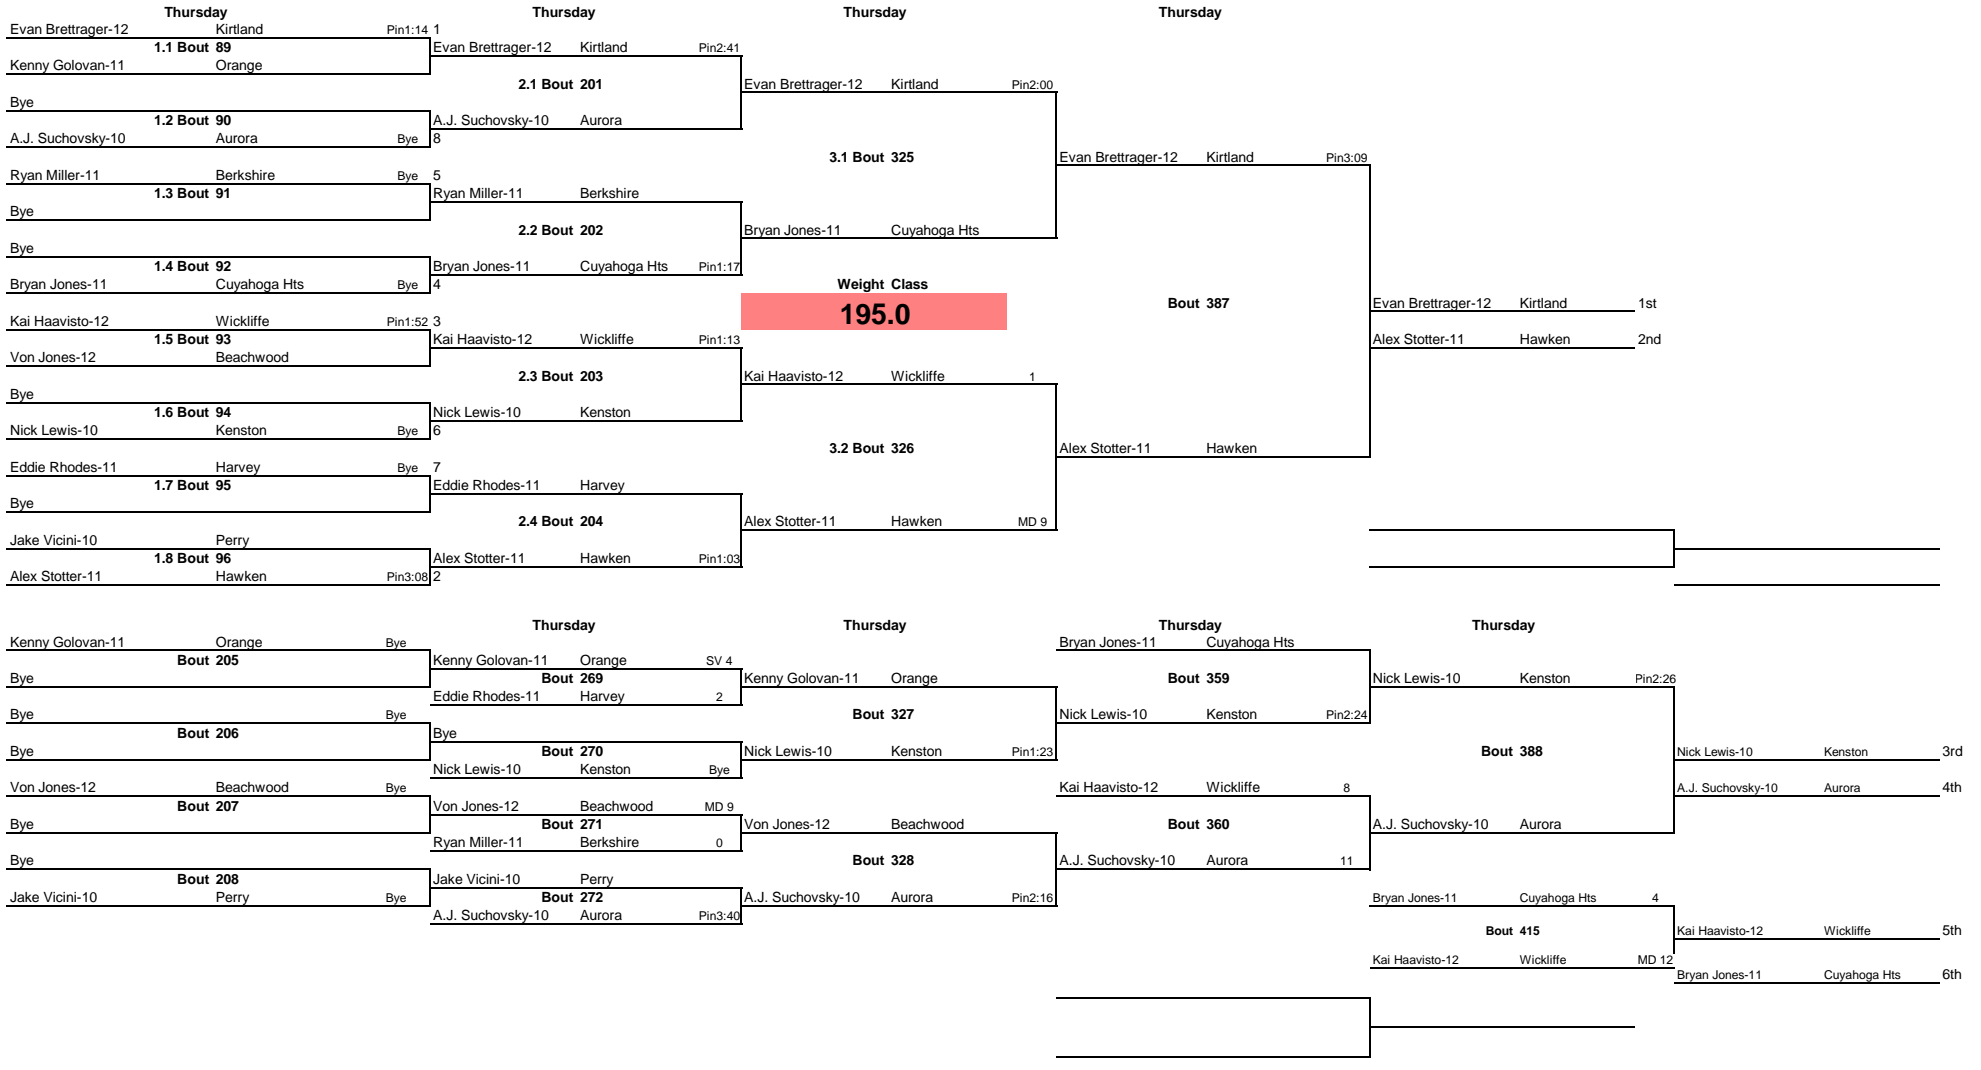 Thursday Thursday Thursday Thursday
Evan Brettrager-12 Kirtland Pin1:14 1
1.1 Bout 89 Evan Brettrager-12 Kirtland Pin2:41
Kenny Golovan-11 Orange
2.1 Bout 201 Evan Brettrager-12 Kirtland Pin2:00
Bye
1.2 Bout 90 A.J. Suchovsky-10 Aurora
A.J. Suchovsky-10 Aurora Bye 8
3.1 Bout 325 Evan Brettrager-12 Kirtland Pin3:09
Ryan Miller-11 Berkshire Bye 5
1.3 Bout 91 Ryan Miller-11 Berkshire
Bye
2.2 Bout 202 Bryan Jones-11 Cuyahoga Hts
Bye
1.4 Bout 92 Bryan Jones-11 Cuyahoga Hts Pin1:17
Bryan Jones-11 Cuyahoga Hts Bye 4 Weight Class
Bout 387 Evan Brettrager-12 Kirtland 1st
195.0
Kai Haavisto-12 Wickliffe Pin1:52 3
1.5 Bout 93 Kai Haavisto-12 Wickliffe Pin1:13 Alex Stotter-11 Hawken 2nd
Von Jones-12 Beachwood
2.3 Bout 203 Kai Haavisto-12 Wickliffe 1
Bye
1.6 Bout 94 Nick Lewis-10 Kenston
Nick Lewis-10 Kenston Bye 6
3.2 Bout 326 Alex Stotter-11 Hawken
Eddie Rhodes-11 Harvey Bye 7
1.7 Bout 95 Eddie Rhodes-11 Harvey
Bye
2.4 Bout 204 Alex Stotter-11 Hawken MD 9
Jake Vicini-10 Perry
1.8 Bout 96 Alex Stotter-11 Hawken Pin1:03
Alex Stotter-11 Hawken Pin3:08 2
Thursday Thursday Thursday Thursday
Kenny Golovan-11 Orange Bye Bryan Jones-11 Cuyahoga Hts
Bout 205 Kenny Golovan-11 Orange SV 4
Bye Bout 269 Kenny Golovan-11 Orange Bout 359 Nick Lewis-10 Kenston Pin2:26
Eddie Rhodes-11 Harvey 2
Bye Bye Bout 327 Nick Lewis-10 Kenston Pin2:24
Bout 206 Bye
Bye Bout 270 Nick Lewis-10 Kenston Pin1:23 Bout 388 Nick Lewis-10 Kenston 3rd
Nick Lewis-10 Kenston Bye
Von Jones-12 Beachwood Bye Kai Haavisto-12 Wickliffe 8 A.J. Suchovsky-10 Aurora 4th
Bout 207 Von Jones-12 Beachwood MD 9
Bye Bout 271 Von Jones-12 Beachwood Bout 360 A.J. Suchovsky-10 Aurora
Ryan Miller-11 Berkshire 0
Bye Bout 328 A.J. Suchovsky-10 Aurora 11
Bout 208 Jake Vicini-10 Perry
Jake Vicini-10 Perry Bye Bout 272 A.J. Suchovsky-10 Aurora Pin2:16 Bryan Jones-11 Cuyahoga Hts 4
A.J. Suchovsky-10 Aurora Pin3:40
Bout 415 Kai Haavisto-12 Wickliffe 5th
Kai Haavisto-12 Wickliffe MD 12
Bryan Jones-11 Cuyahoga Hts 6th